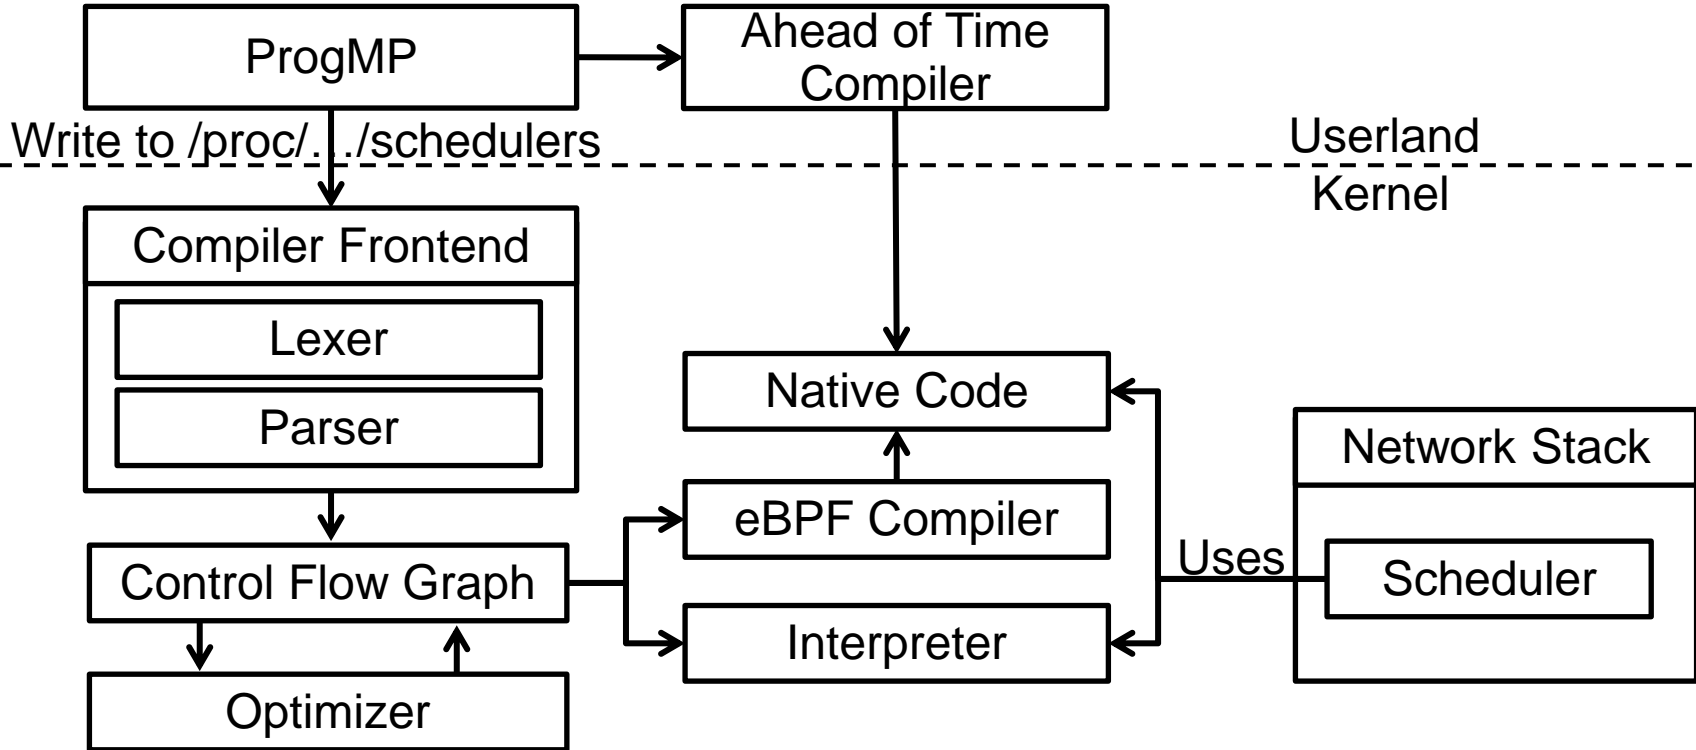 ProgMP
Ahead of Time
Compiler
Write to /proc/.../schedulers
Userland
Kernel
Compiler Frontend
Lexer
Parser
Native Code
Network Stack
eBPF Compiler
Uses
Scheduler
Control Flow Graph
Interpreter
Optimizer